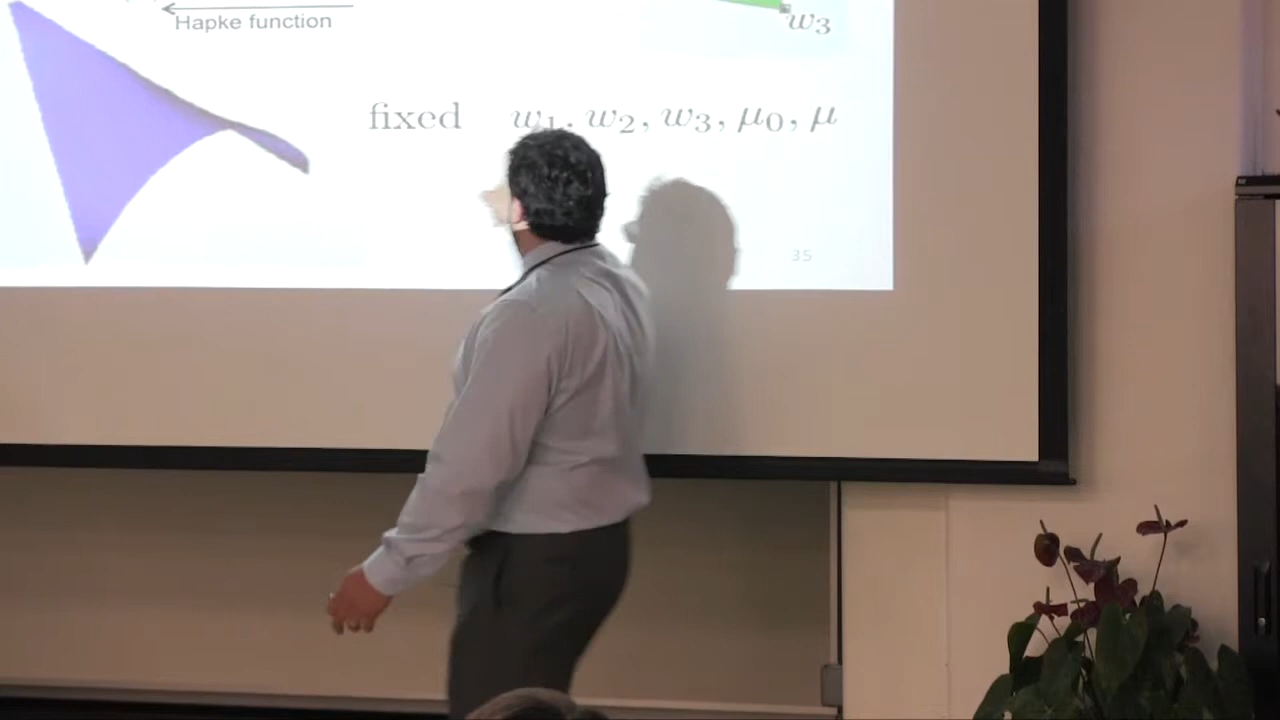 Hapke function
w₃
fixed w₁, w₂, w₃, μ₀, μ
35